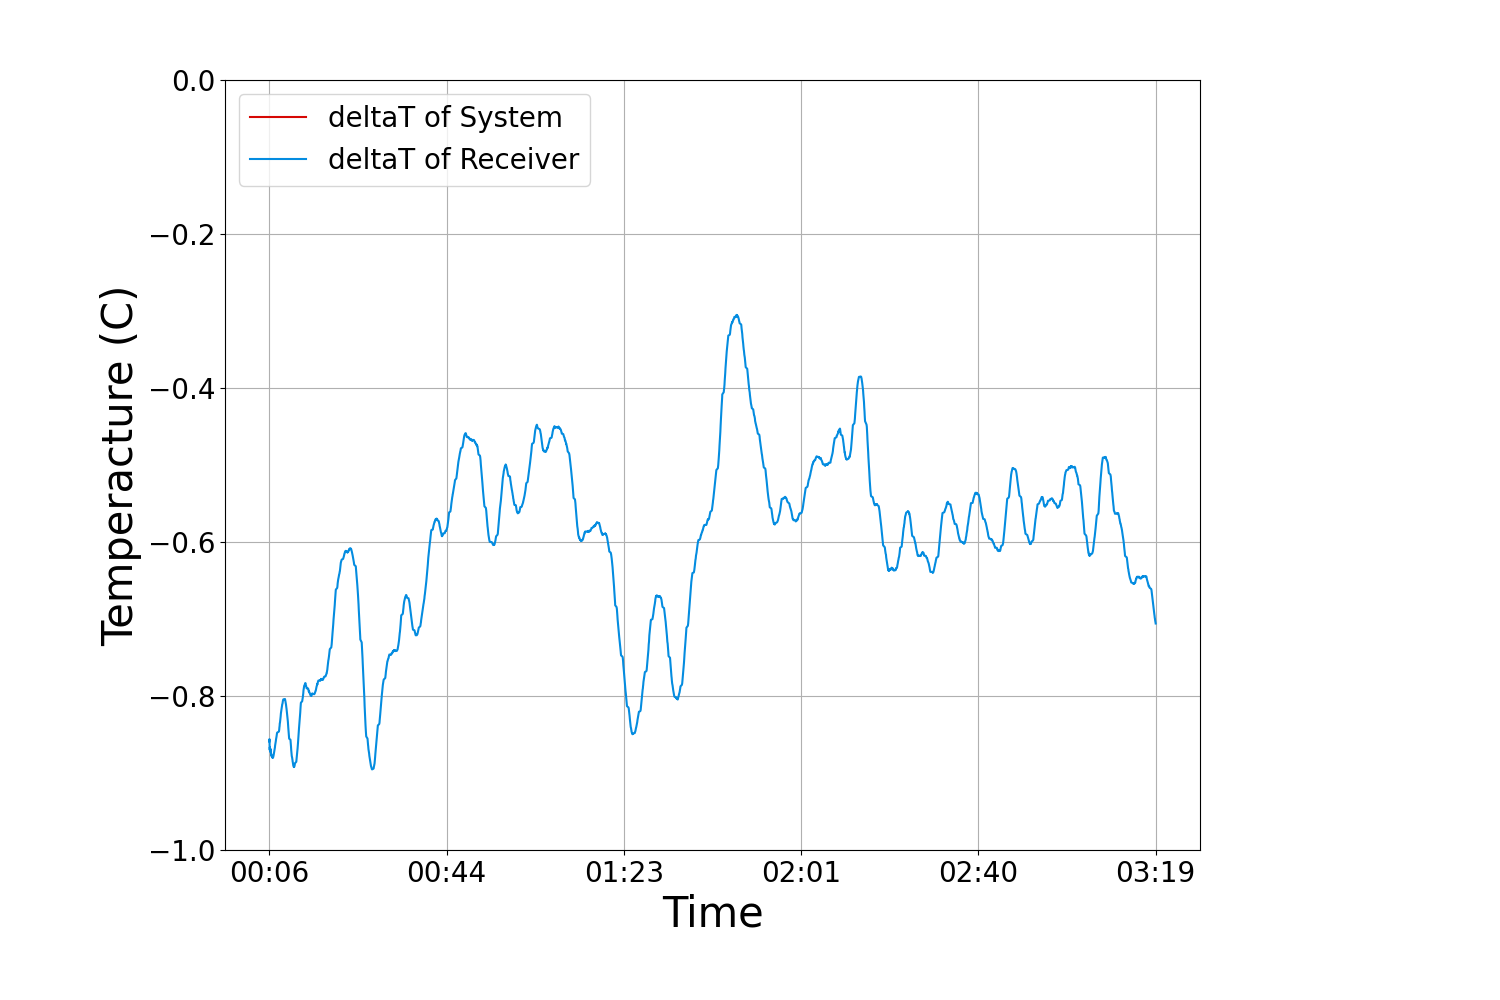 0.0
deltaT of System
deltaT of Receiver
−0.2
−0.4
−0.6
−0.8
−1.0
Temperacture (C)
00:06 00:44 01:23 02:01 02:40 03:19
Time